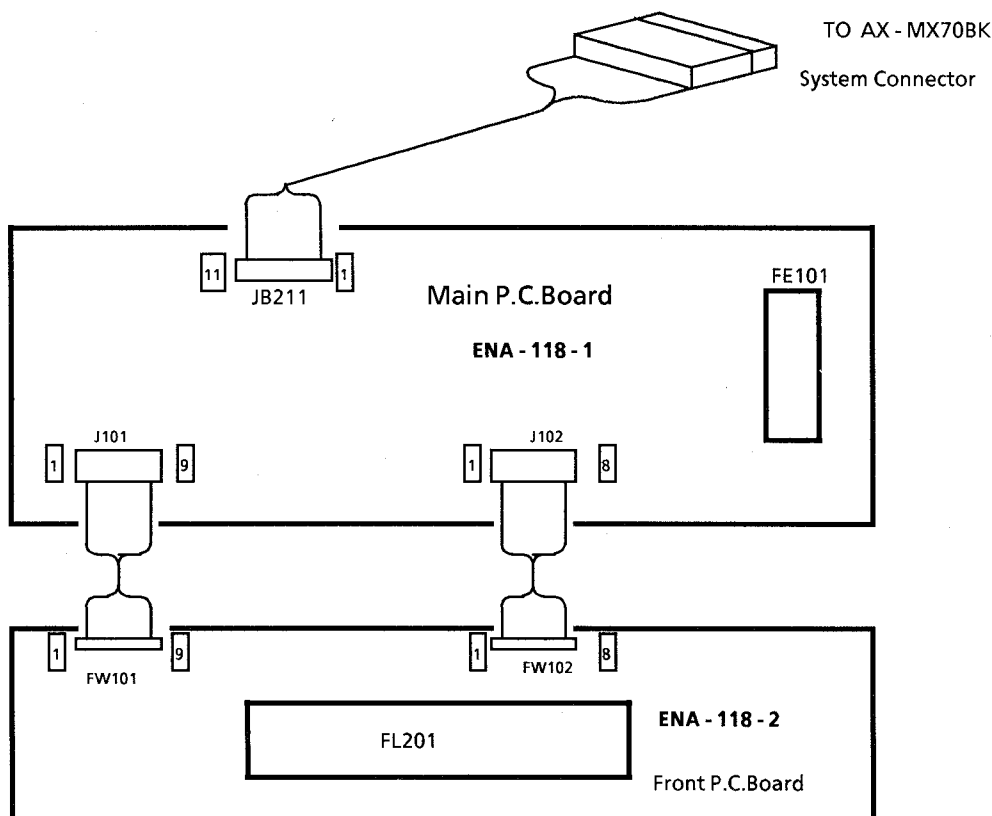 TO AX - MX70BK
System Connector
11
1
JB211
Main P.C.Board
FE101
ENA - 118 - 1
J101
J102
1
9
1
8
1
9
1
8
FW101
FW102
ENA - 118 - 2
FL201
Front P.C.Board